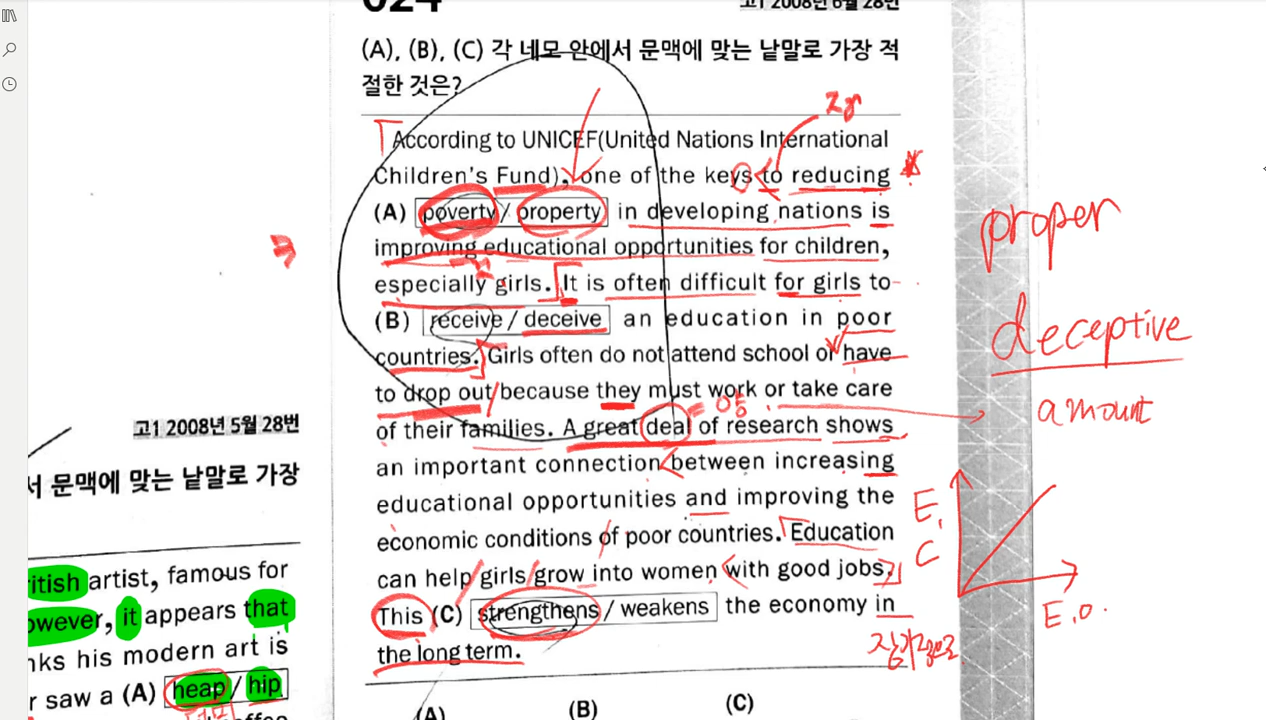 고1 2008년 6월 28번
(A), (B), (C) 각 네모 안에서 문맥에 맞는 낱말로 가장 적
절한 것은?
According to UNICEF(United Nations International
Children's Fund), one of the keys to reducing
(A) poverty / property in developing nations is
improving educational opportunities for children,
especially girls. It is often difficult for girls to
(B) receive / deceive an education in poor
countries. Girls often do not attend school or have
to drop out because they must work or take care
= 양
of their families. A great deal of research shows
an important connection between increasing
educational opportunities and improving the
economic conditions of poor countries. Education
can help girls grow into women with good jobs.
This (C) strengthens / weakens the economy in
the long term.
장기적으로
(A) (B) (C)
proper
deceptive
amount
E.
C
E.O.
고1 2008년 5월 28번
서 문맥에 맞는 낱말로 가장
itish artist, famous for
owever, it appears that
nks his modern art is
r saw a (A) heap / hip